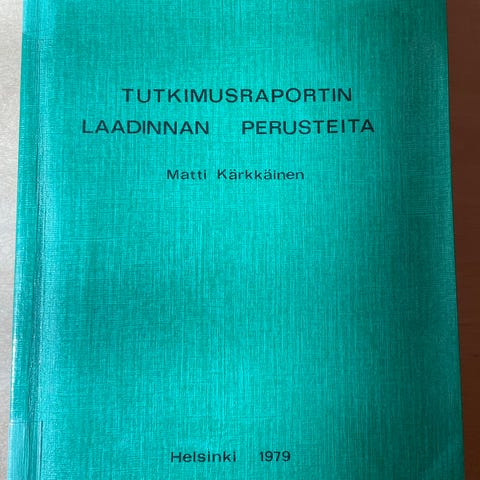 TUTKIMUSRAPORTIN
LAADINNAN PERUSTEITA
Matti Kärkkäinen
Helsinki 1979